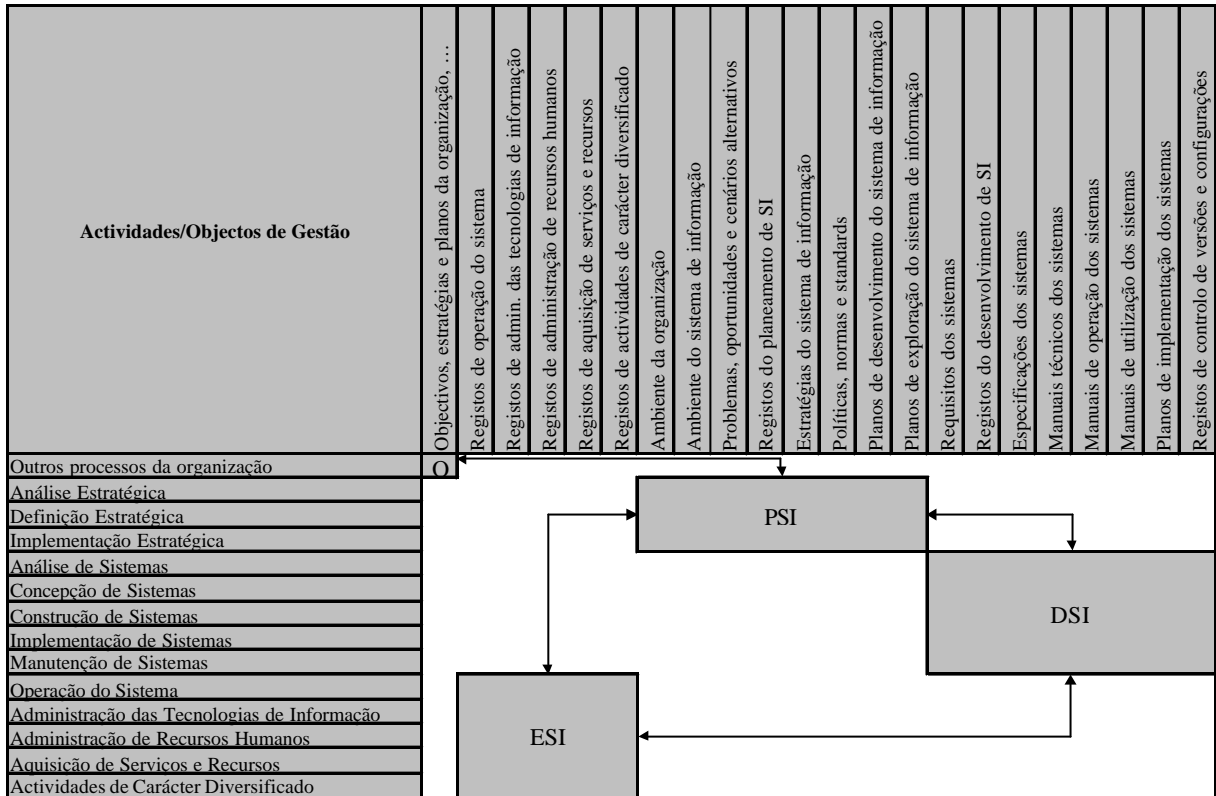 Actividades/Objectos de Gestão
Objectivos, estratégias e planos da organização, …
Registos de operação do sistema
Registos de admin. das tecnologias de informação
Registos de administração de recursos humanos
Registos de aquisição de serviços e recursos
Registos de actividades de carácter diversificado
Ambiente da organização
Ambiente do sistema de informação
Problemas, oportunidades e cenários alternativos
Registos do planeamento de SI
Estratégias do sistema de informação
Políticas, normas e standards
Planos de desenvolvimento do sistema de informação
Planos de exploração do sistema de informação
Requisitos dos sistemas
Registos do desenvolvimento de SI
Especificações dos sistemas
Manuais técnicos dos sistemas
Manuais de operação dos sistemas
Manuais de utilização dos sistemas
Planos de implementação dos sistemas
Registos de controlo de versões e configurações
Outros processos da organização
O
Análise Estratégica
Definição Estratégica
Implementação Estratégica
PSI
Análise de Sistemas
Concepção de Sistemas
Construção de Sistemas
Implementação de Sistemas
Manutenção de Sistemas
DSI
Operação do Sistema
Administração das Tecnologias de Informação
Administração de Recursos Humanos
Aquisição de Serviços e Recursos
Actividades de Carácter Diversificado
ESI